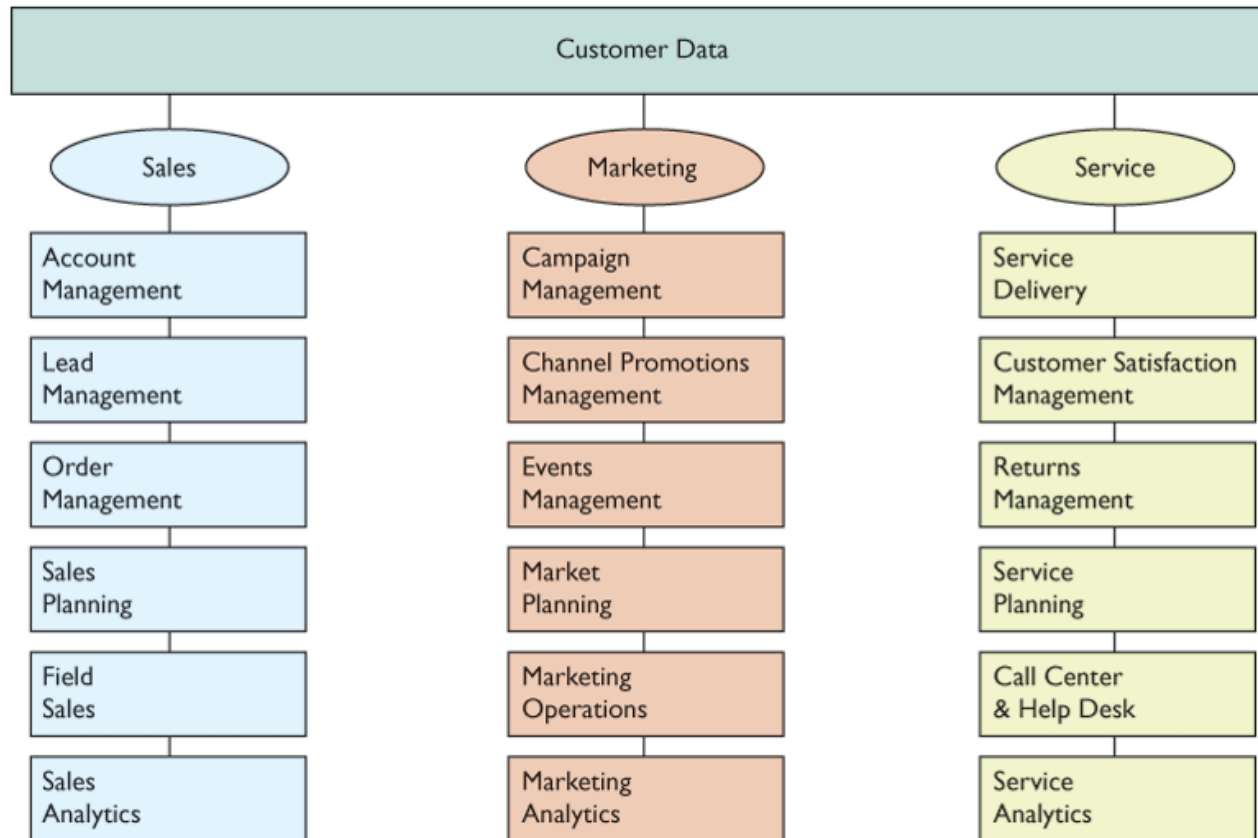 Customer Data
Sales
Marketing
Service
Account
Management
Lead
Management
Order
Management
Sales
Planning
Field
Sales
Sales
Analytics
Campaign
Management
Channel Promotions
Management
Events
Management
Market
Planning
Marketing
Operations
Marketing
Analytics
Service
Delivery
Customer Satisfaction
Management
Returns
Management
Service
Planning
Call Center
& Help Desk
Service
Analytics